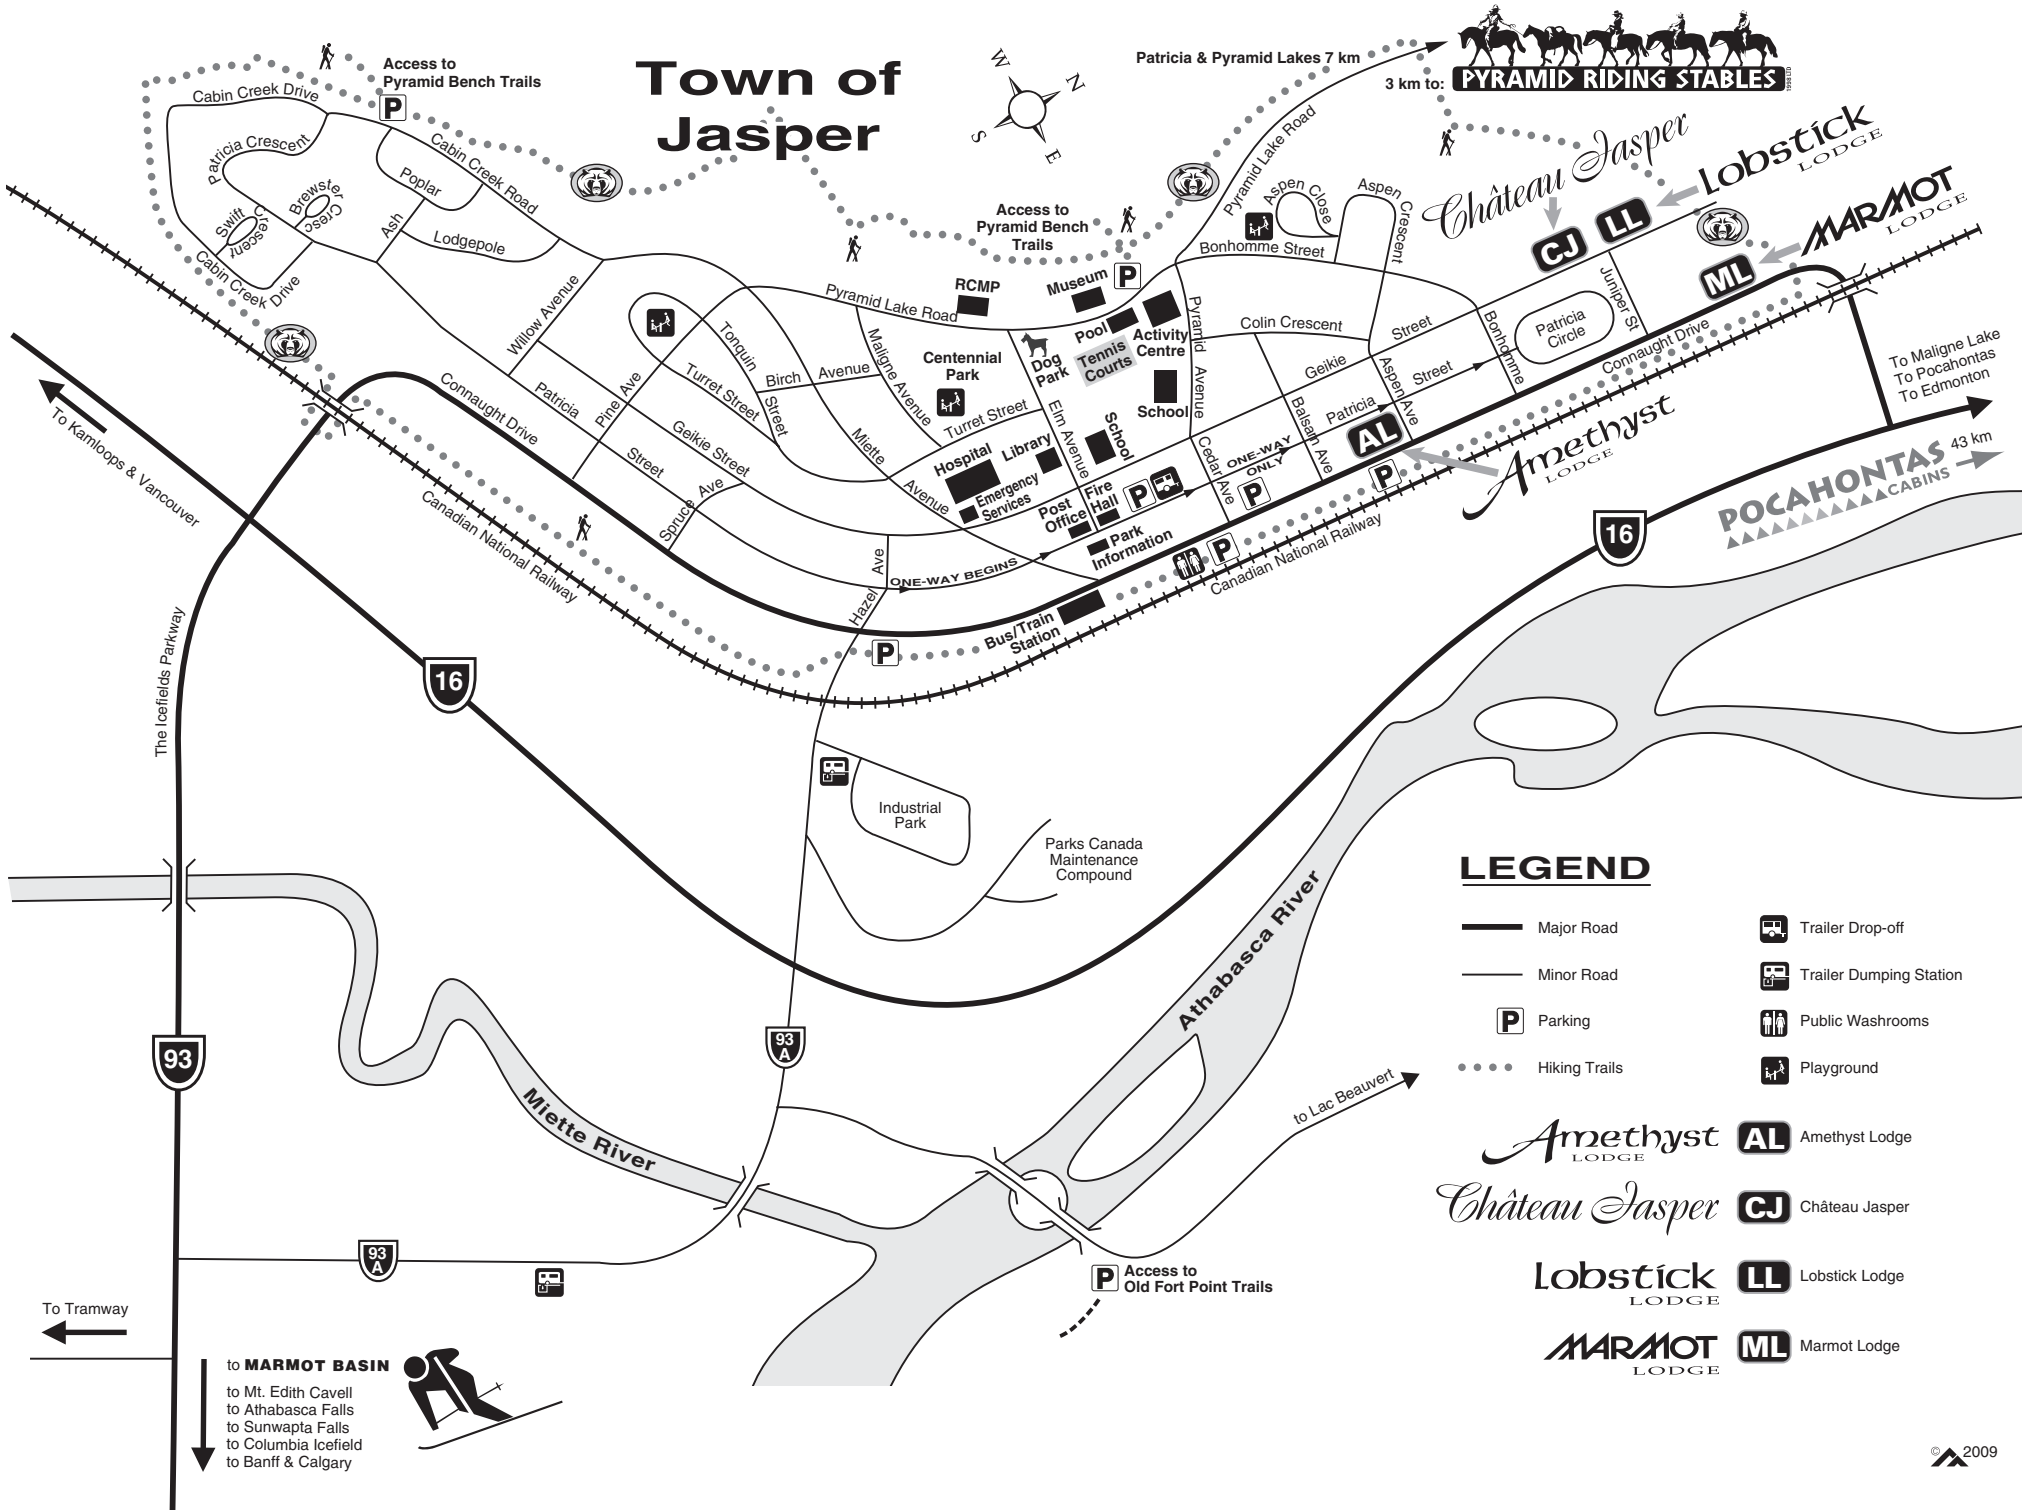 Town of
Jasper
W
N
S
E
Access to
Pyramid Bench Trails
P
Patricia & Pyramid Lakes 7 km
3 km to:
PYRAMID RIDING STABLES
1998 LTD
Château Jasper
Lobstick
LODGE
MARMOT
LODGE
CJ
LL
ML
Cabin Creek Drive
Patricia Crescent
Brewster
Cresc
Swift
Crescent
Cabin Creek Drive
Poplar
Ash
Lodgepole
Cabin Creek Road
Willow Avenue
Access to
Pyramid Bench
Trails
P
Pyramid Lake Road
Aspen Close
Aspen
Crescent
Bonhomme Street
RCMP
Museum
Pyramid Lake Road
Pool
Activity
Centre
Tennis
Courts
Dog
Park
School
Pyramid
Avenue
Colin Crescent
Street
Geikie
Bonhomme
Patricia
Circle
Juniper St
Connaught Drive
To Maligne Lake
To Pocahontas
To Edmonton
To Kamloops & Vancouver
Connaught Drive
Patricia
Street
Pine Ave
Turret Street
Tonquin
Street
Birch Avenue
Maligne Avenue
Centennial
Park
Turret Street
Elm Avenue
School
Geikie Street
Miette
Avenue
Hospital
Library
Emergency
Services
Post
Office
Fire
Hall
P
Cedar Ave
ONE-WAY
ONLY
Balsam Ave
Patricia
Street
Aspen Ave
AL
P
P
Amethyst
LODGE
POCAHONTAS
CABINS
43 km
16
Spruce Ave
Hazel
Ave
ONE-WAY BEGINS
Park
Information
P
Canadian National Railway
Canadian National Railway
Bus/Train
Station
P
The Icefields Parkway
16
Industrial
Park
Parks Canada
Maintenance
Compound
Athabasca River
93
93
A
Miette River
to Lac Beauvert
93
A
P
Access to
Old Fort Point Trails
To Tramway
to MARMOT BASIN
to Mt. Edith Cavell
to Athabasca Falls
to Sunwapta Falls
to Columbia Icefield
to Banff & Calgary
LEGEND
Major Road
Minor Road
P Parking
Hiking Trails
Trailer Drop-off
Trailer Dumping Station
Public Washrooms
Playground
Amethyst
LODGE
AL Amethyst Lodge
Château Jasper
CJ Château Jasper
Lobstick
LODGE
LL Lobstick Lodge
MARMOT
LODGE
ML Marmot Lodge
© 2009